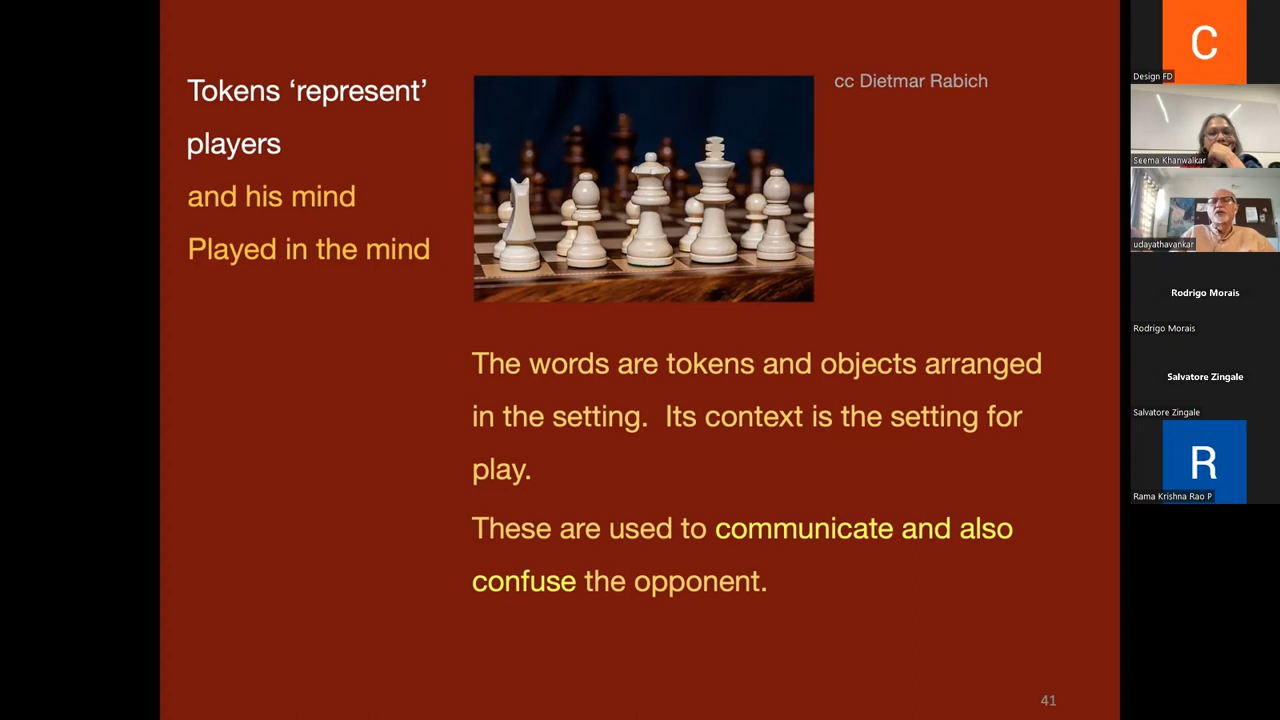 Tokens ‘represent’
players
and his mind
Played in the mind
cc Dietmar Rabich
The words are tokens and objects arranged
in the setting.  Its context is the setting for
play.
These are used to communicate and also
confuse the opponent.
41
C
Design FD
Seema Khanwalkar
udayathavankar
Rodrigo Morais
Rodrigo Morais
Salvatore Zingale
Salvatore Zingale
R
Rama Krishna Rao P